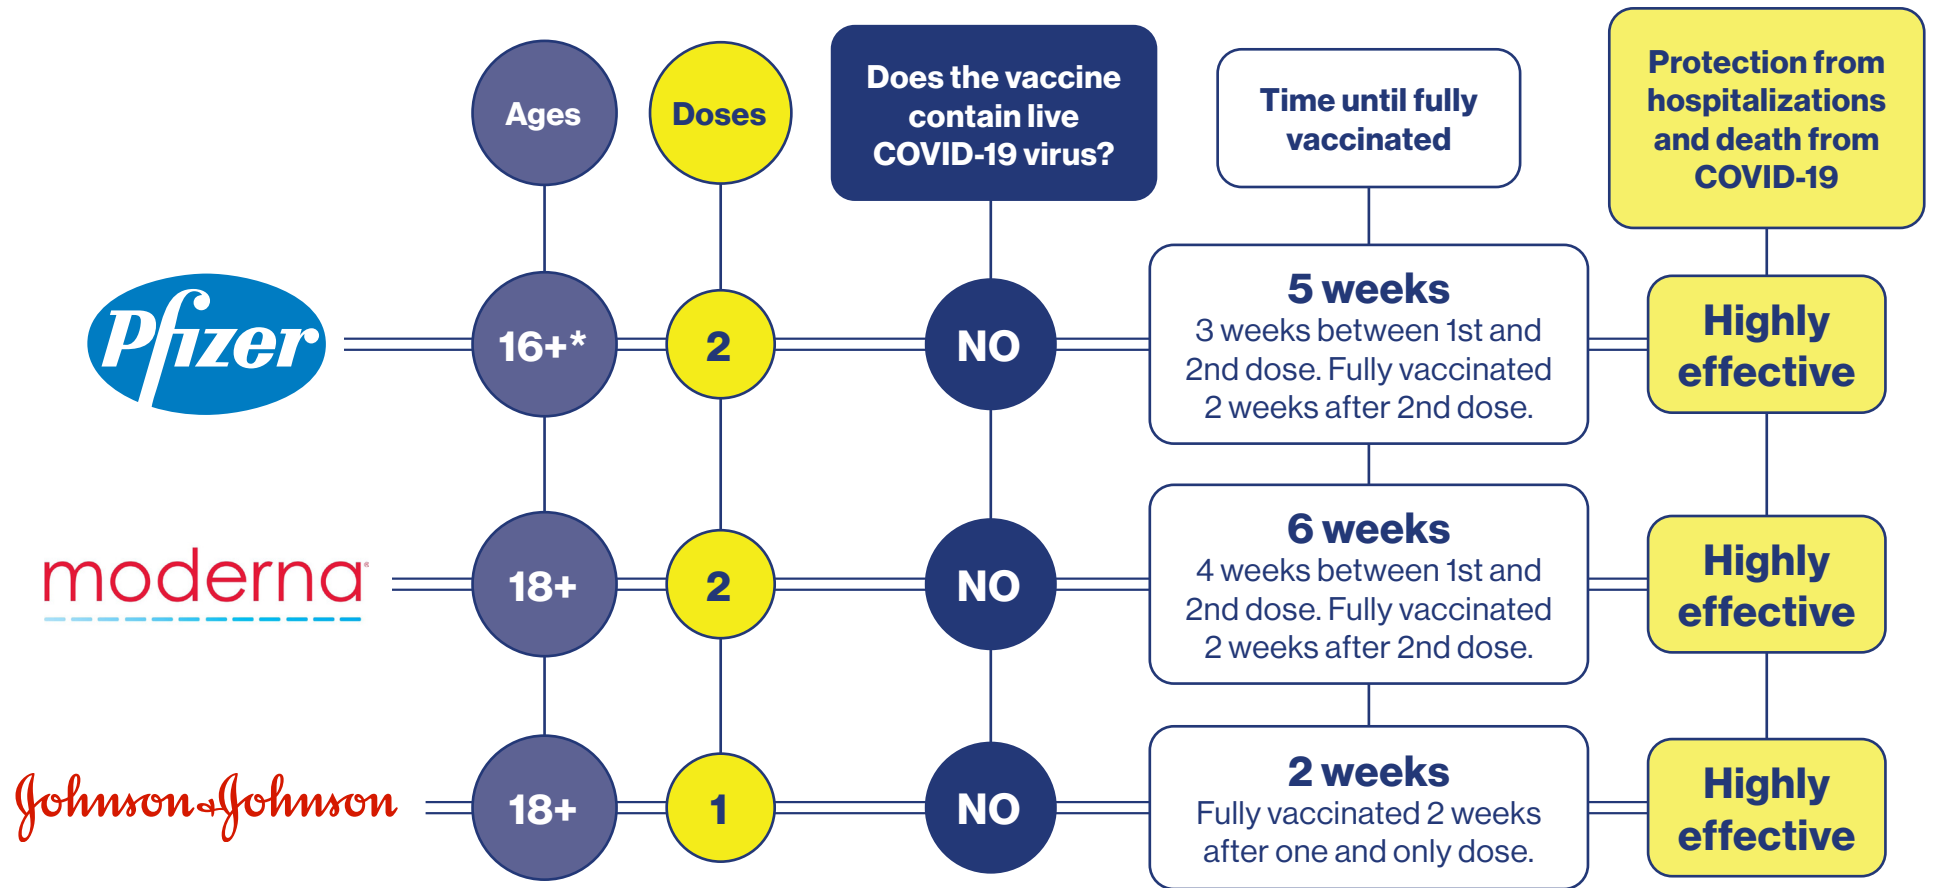 Ages
Doses
Does the vaccine
contain live
COVID-19 virus?
Time until fully
vaccinated
Protection from
hospitalizations
and death from
COVID-19
Pfizer
16+*
2
NO
5 weeks
3 weeks between 1st and
2nd dose. Fully vaccinated
2 weeks after 2nd dose.
Highly
effective
moderna
18+
2
NO
6 weeks
4 weeks between 1st and
2nd dose. Fully vaccinated
2 weeks after 2nd dose.
Highly
effective
Johnson & Johnson
18+
1
NO
2 weeks
Fully vaccinated 2 weeks
after one and only dose.
Highly
effective